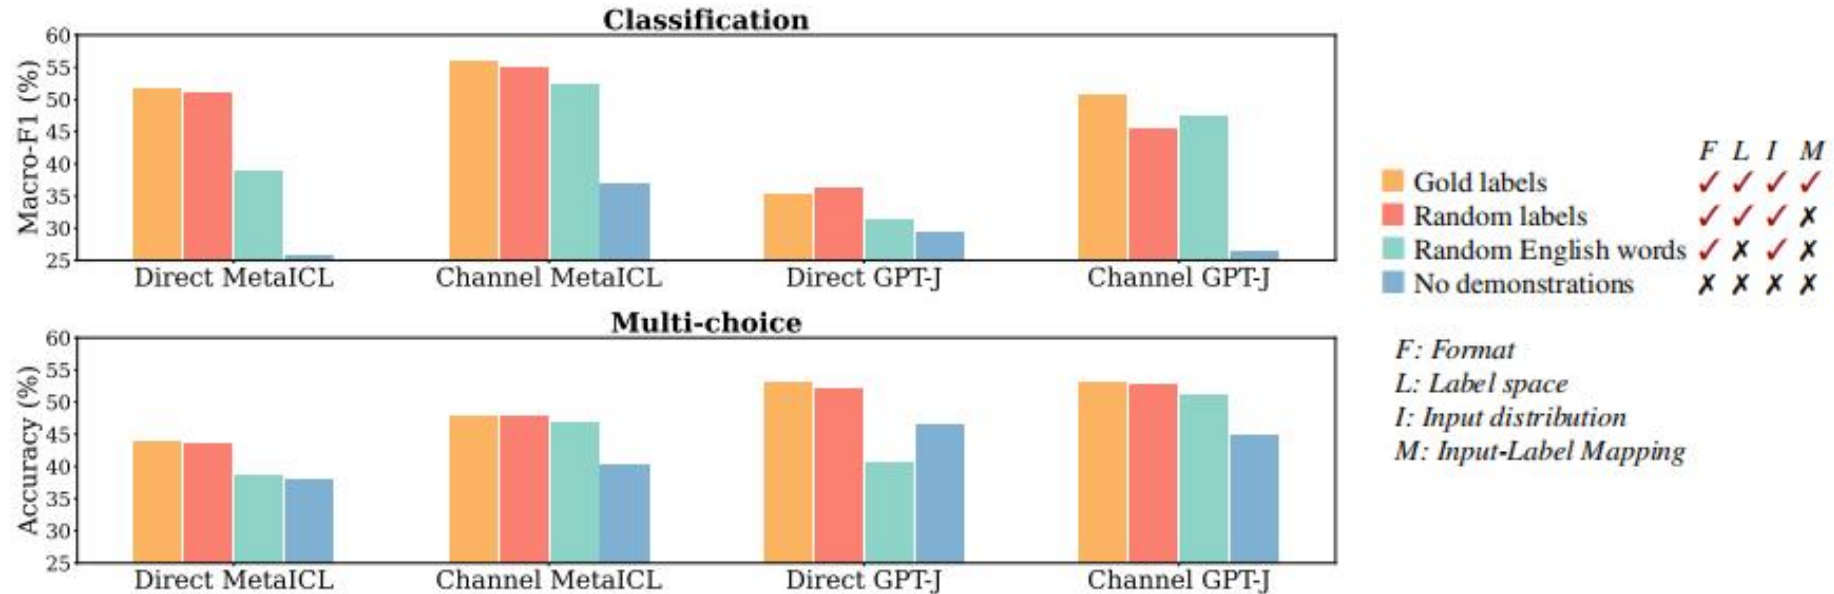 Classification
Macro-F1 (%)
60
55
50
45
40
35
30
25
Direct MetaICL Channel MetaICL Direct GPT-J Channel GPT-J
Multi-choice
Accuracy (%)
60
55
50
45
40
35
30
25
Direct MetaICL Channel MetaICL Direct GPT-J Channel GPT-J
F L I M
Gold labels ✓ ✓ ✓ ✓
Random labels ✓ ✓ ✓ ✗
Random English words ✓ ✗ ✓ ✗
No demonstrations ✗ ✗ ✗ ✗
F: Format
L: Label space
I: Input distribution
M: Input-Label Mapping